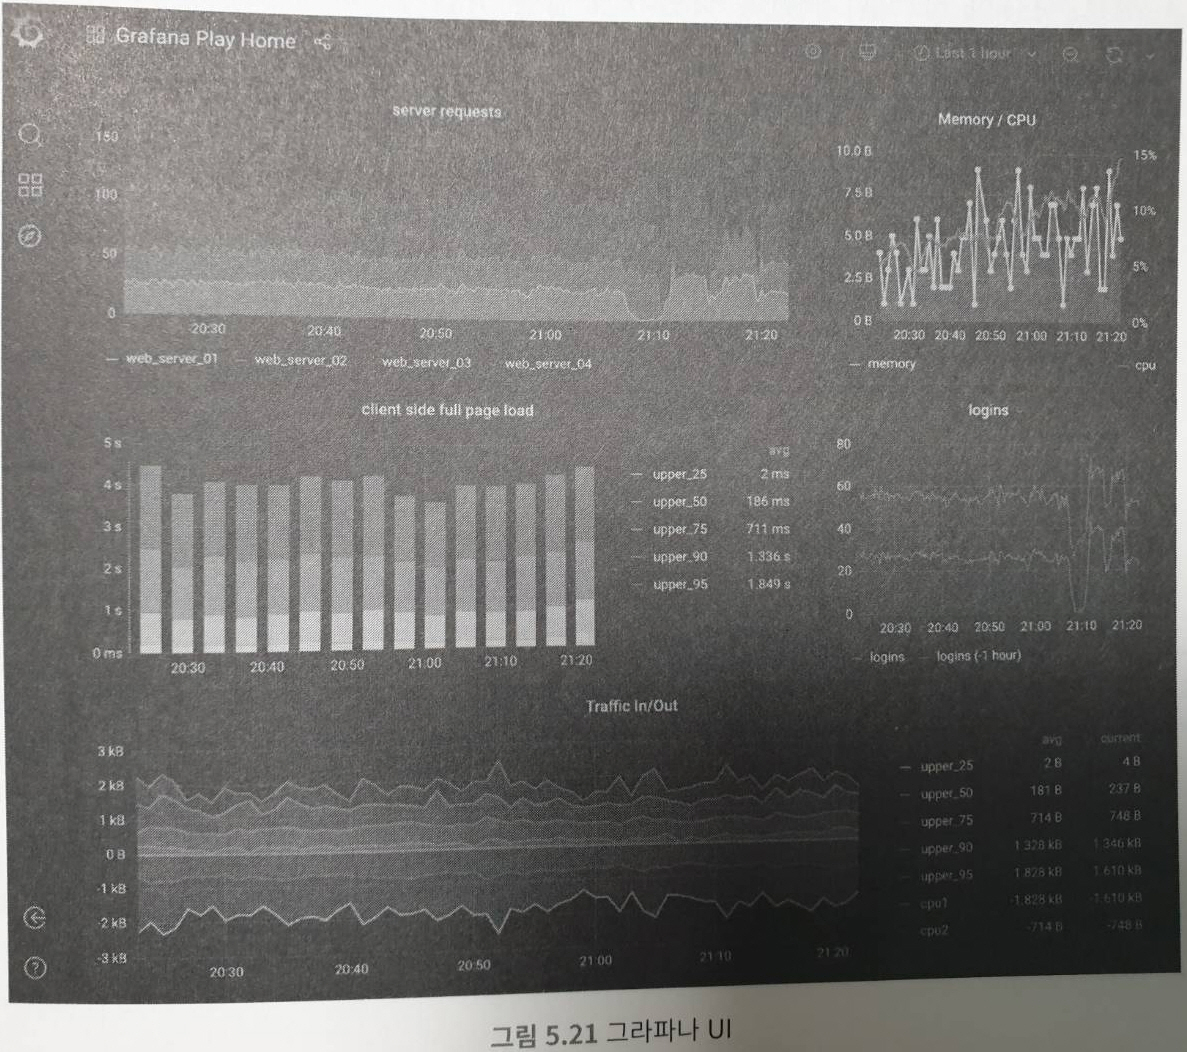 Grafana Play Home
Last 1 hour
server requests
150
100
50
0
20:30 20:40 20:50 21:00 21:10 21:20
web_server_01 web_server_02 web_server_03 web_server_04
Memory / CPU
10.0 B 15%
7.5 B 10%
5.0 B
2.5 B 5%
0 B 0%
20:30 20:40 20:50 21:00 21:10 21:20
memory cpu
client side full page load
5 s
4 s
3 s
2 s
1 s
0 ms
20:30 20:40 20:50 21:00 21:10 21:20
avg
upper_25 2 ms
upper_50 186 ms
upper_75 711 ms
upper_90 1.336 s
upper_95 1.849 s
logins
80
60
40
20
0
20:30 20:40 20:50 21:00 21:10 21:20
logins logins (-1 hour)
Traffic In/Out
3 kB
2 kB
1 kB
0 B
-1 kB
-2 kB
-3 kB
20:30 20:40 20:50 21:00 21:10 21:20
avg current
upper_25 2 B 4 B
upper_50 181 B 237 B
upper_75 714 B 748 B
upper_90 1.328 kB 1.346 kB
upper_95 1.828 kB 1.610 kB
cpu1 -1.828 kB -1.610 kB
cpu2 -714 B -748 B
그림 5.21 그라파나 UI